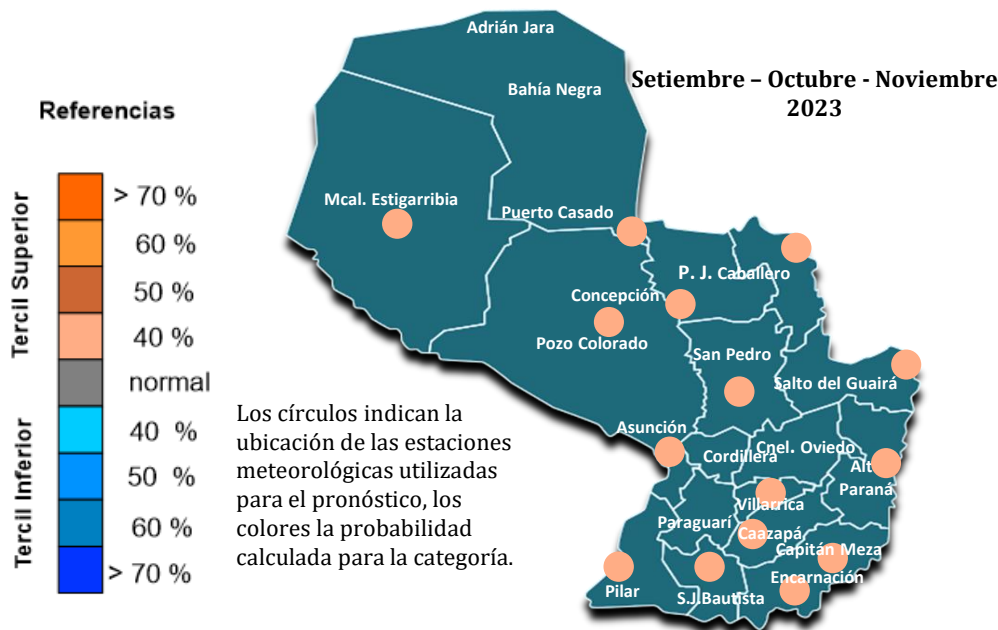 Adrián Jara
Setiembre – Octubre - Noviembre
2023
Bahía Negra
Referencias
Tercil Superior
> 70 %
60 %
50 %
40 %
normal
Tercil Inferior
40 %
50 %
60 %
> 70 %
Mcal. Estigarribia
Puerto Casado
P. J. Caballero
Concepción
Pozo Colorado
San Pedro
Salto del Guairá
Los círculos indican la
ubicación de las estaciones
meteorológicas utilizadas
para el pronóstico, los
colores la probabilidad
calculada para la categoría.
Asunción
Cordillera
Cnel. Oviedo
Alto
Paraná
Villarrica
Paraguarí
Caazapá
Capitán Meza
Encarnación
Pilar
S.J.Bautista